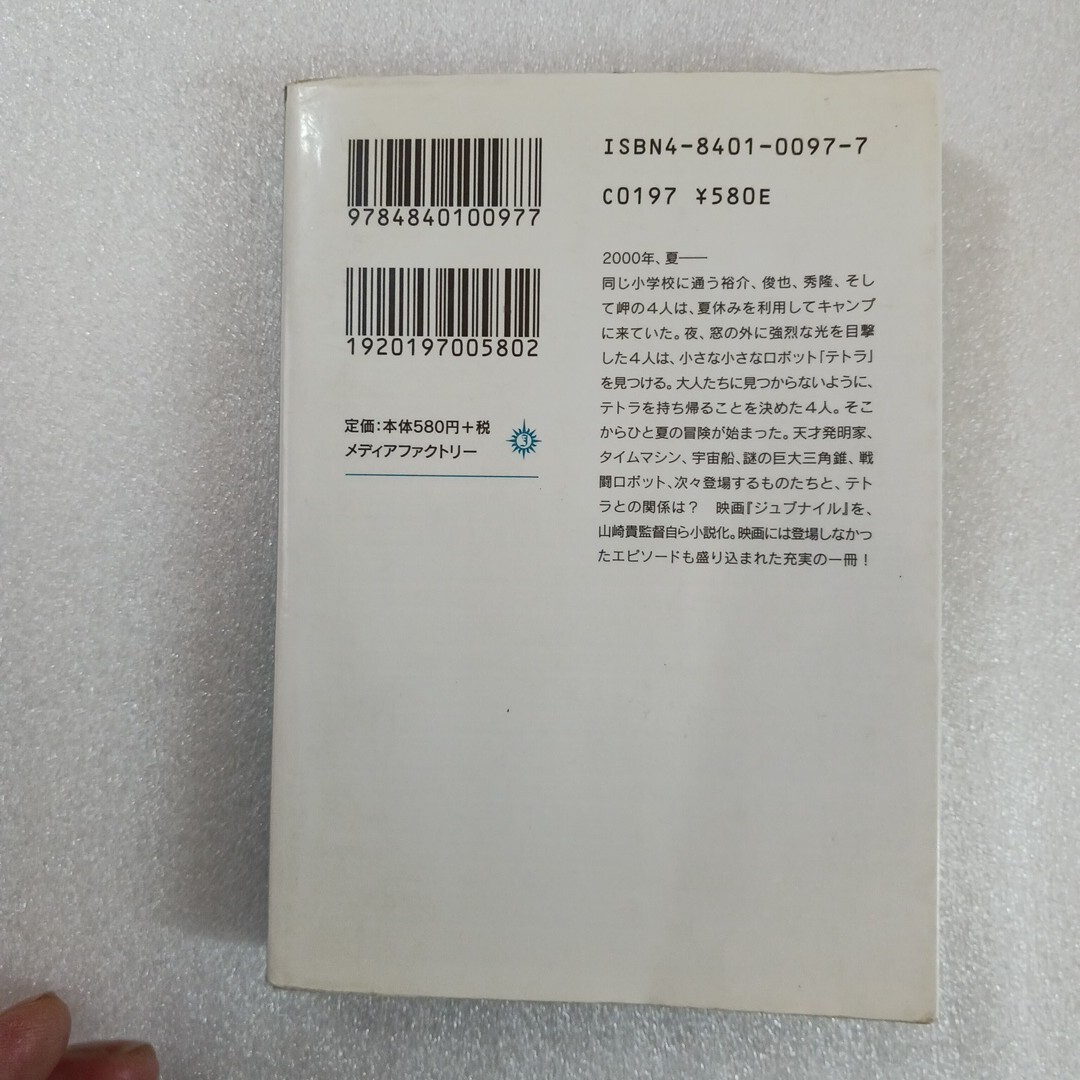 9784840100977
1920197005802
定価:本体580円+税
メディアファクトリー
ISBN4-8401-0097-7
C0197 ¥580E
2000年、夏――
同じ小学校に通う裕介、俊也、秀隆、そし
て岬の4人は、夏休みを利用してキャンプ
に来ていた。夜、窓の外に強烈な光を目撃
した4人は、小さな小さなロボット「テトラ」
を見つける。大人たちに見つからないように、
テトラを持ち帰ることを決めた4人。そこ
からひと夏の冒険が始まった。天才発明家、
タイムマシン、宇宙船、謎の巨大三角錐、戦
闘ロボット、次々登場するものたちと、テト
ラとの関係は? 映画『ジュブナイル』を、
山崎貴監督自ら小説化。映画には登場しなかっ
たエピソードも盛り込まれた充実の一冊!